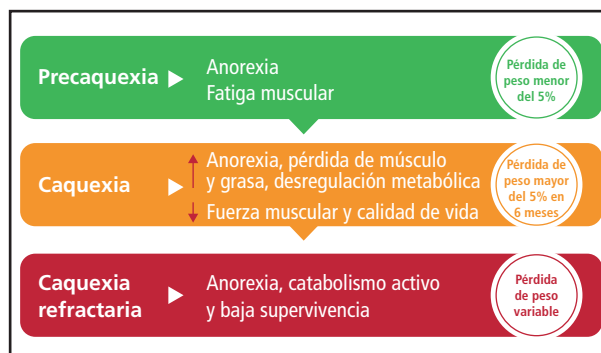 Precaquexia
Anorexia
Fatiga muscular
Pérdida de
peso menor
del 5%
Caquexia
Anorexia, pérdida de músculo
y grasa, desregulación metabólica
Fuerza muscular y calidad de vida
Pérdida de
peso mayor
del 5% en
6 meses
Caquexia
refractaria
Anorexia, catabolismo activo
y baja supervivencia
Pérdida
de peso
variable